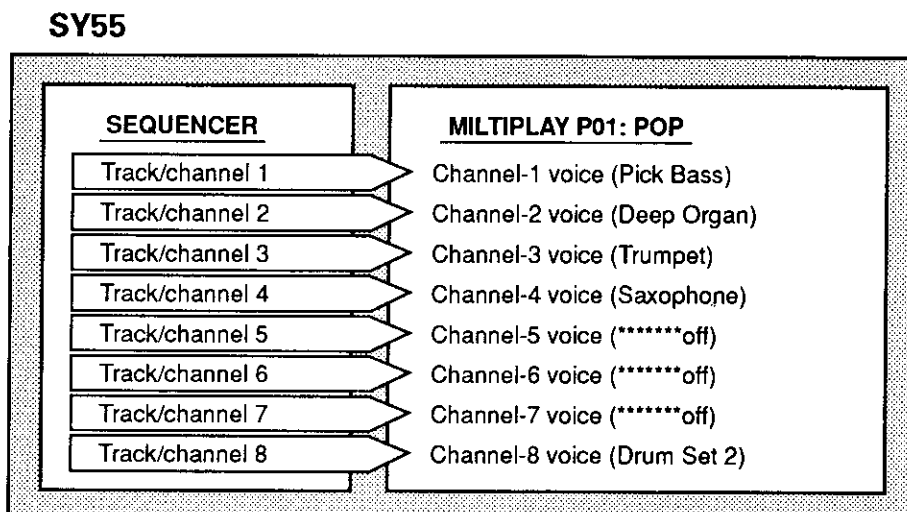 SY55
SEQUENCER
Track/channel 1
Track/channel 2
Track/channel 3
Track/channel 4
Track/channel 5
Track/channel 6
Track/channel 7
Track/channel 8
MILTIPLAY P01: POP
Channel-1 voice (Pick Bass)
Channel-2 voice (Deep Organ)
Channel-3 voice (Trumpet)
Channel-4 voice (Saxophone)
Channel-5 voice (*******off)
Channel-6 voice (*******off)
Channel-7 voice (*******off)
Channel-8 voice (Drum Set 2)